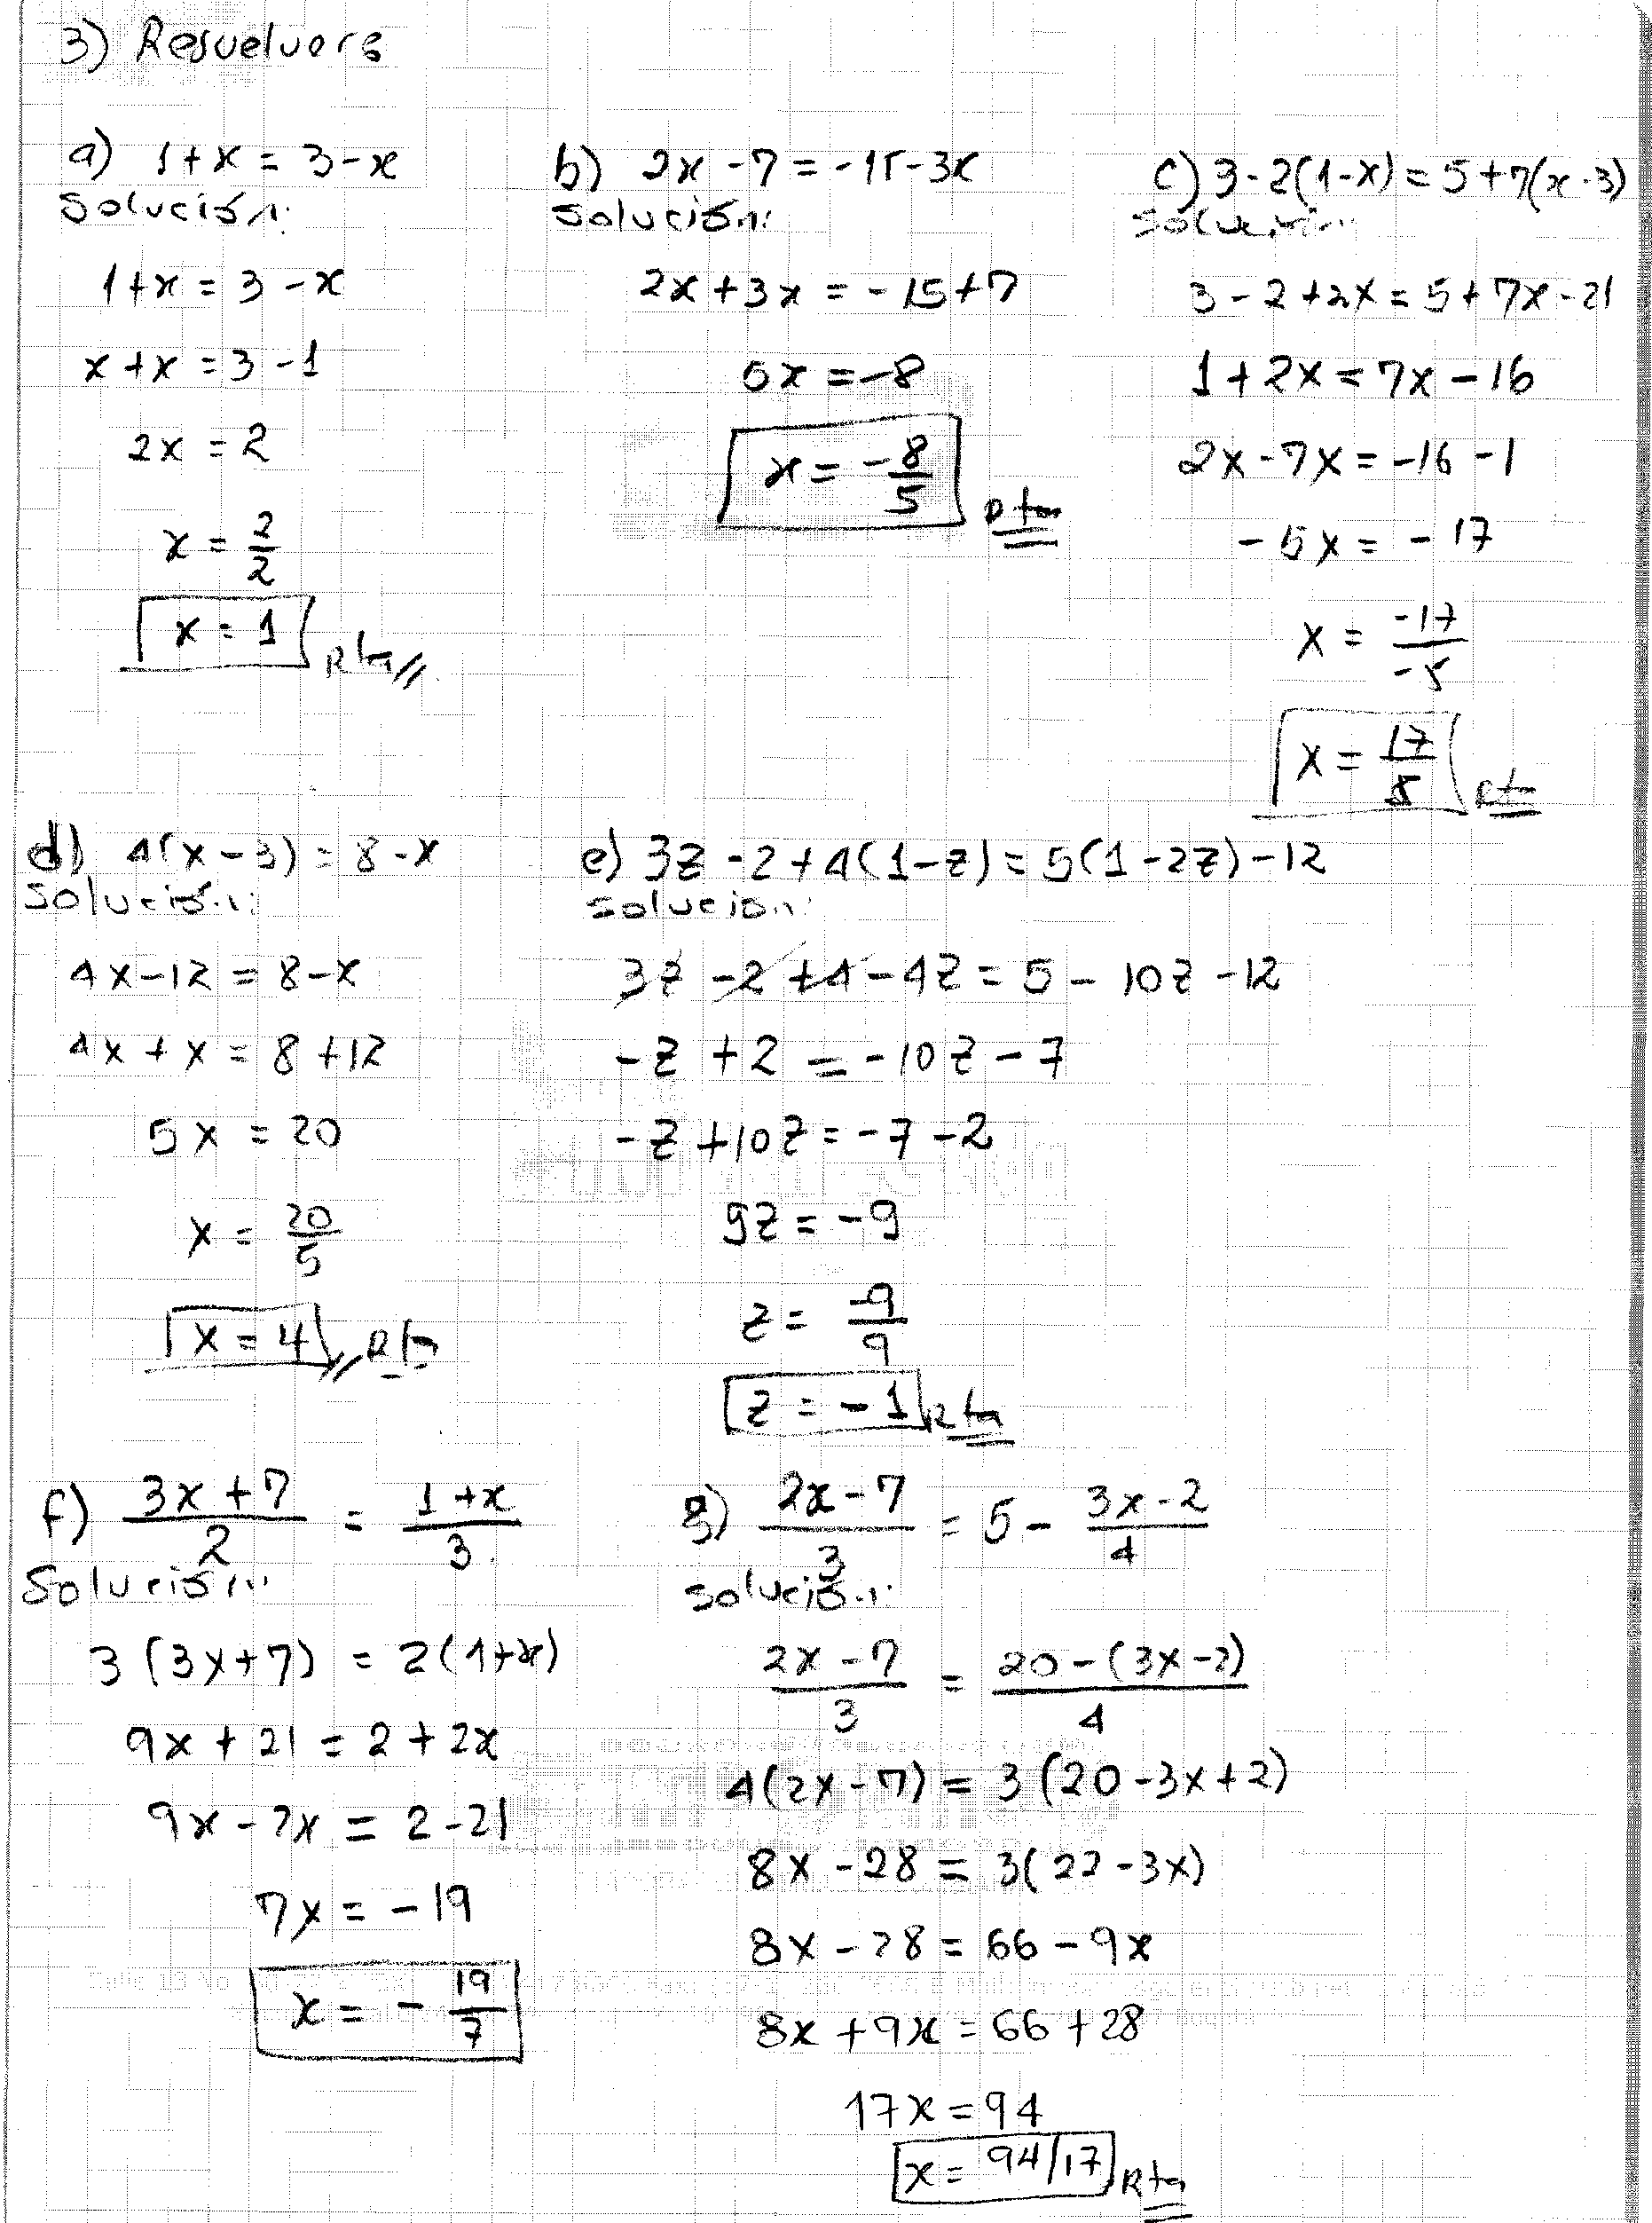 3) Resuelvase
a) 1+x = 3-x
Solución:
1+x = 3-x
x+x = 3-1
2x = 2
x = 2/2
x = 1 Rta
b) 2x-7 = -15-3x
Solución:
2x+3x = -15+7
5x = -8
x = -8/5 Rta
c) 3-2(1-x) = 5+7(x-3)
Solución:
3-2+2x = 5+7x-21
1+2x = 7x-16
2x-7x = -16-1
-5x = -17
x = -17/-5
x = 17/5 Rta
d) 4(x-3) = 8-x
Solución:
4x-12 = 8-x
4x+x = 8+12
5x = 20
x = 20/5
x = 4 Rta
e) 3z-2+4(1-z) = 5(1-2z)-12
Solución:
3z-2+4-4z = 5-10z-12
-z+2 = -10z-7
-z+10z = -7-2
9z = -9
z = -9/9
z = -1 Rta
f) (3x+7)/2 = (1+x)/3
Solución:
3(3x+7) = 2(1+x)
9x+21 = 2+2x
9x-2x = 2-21
7x = -19
x = -19/7
g) (2x-7)/3 = 5-(3x-2)/4
Solución:
(2x-7)/3 = (20-(3x-2))/4
4(2x-7) = 3(20-3x+2)
8x-28 = 3(22-3x)
8x-28 = 66-9x
8x+9x = 66+28
17x = 94
x = 94/17 Rta